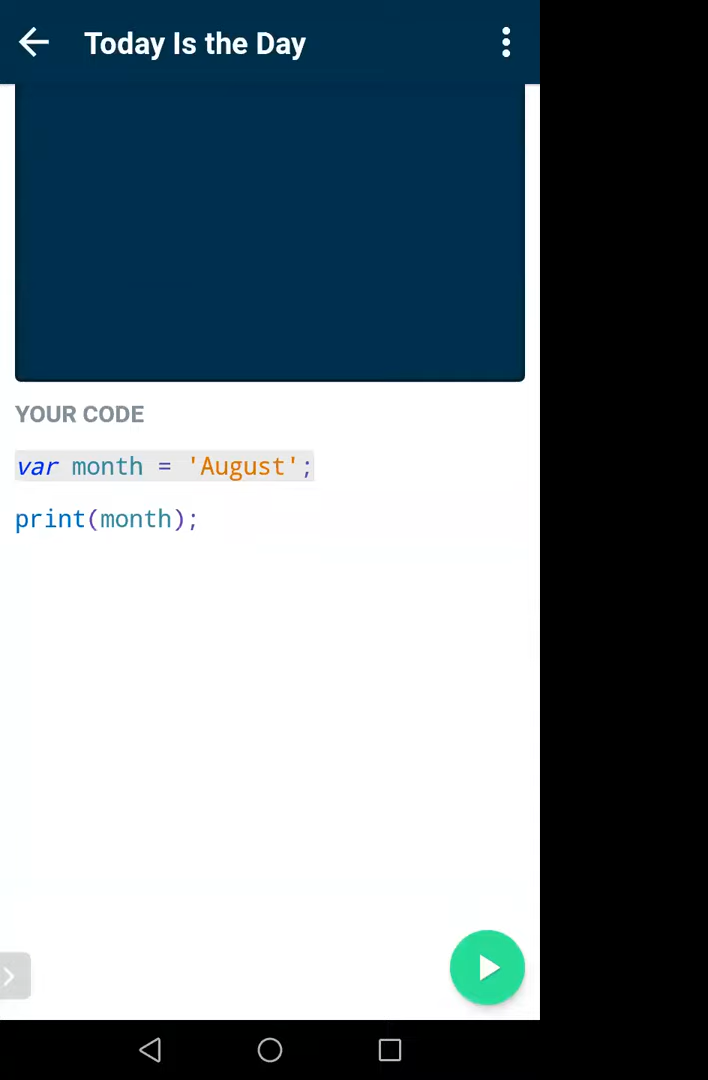 Today Is the Day
YOUR CODE
var month = 'August';
print(month);